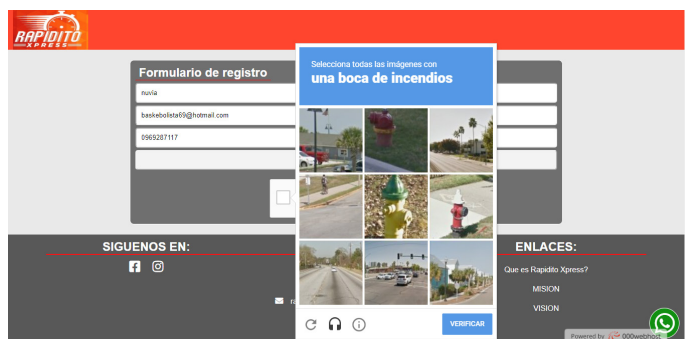 RAPIDITO
XPRESS
Formulario de registro
nuvia
baskebolista69@hotmail.com
0969287117
Selecciona todas las imágenes con
una boca de incendios
VERIFICAR
SIGUENOS EN:
ENLACES:
Que es Rapidito Xpress?
MISION
VISION
Powered by 000webhost